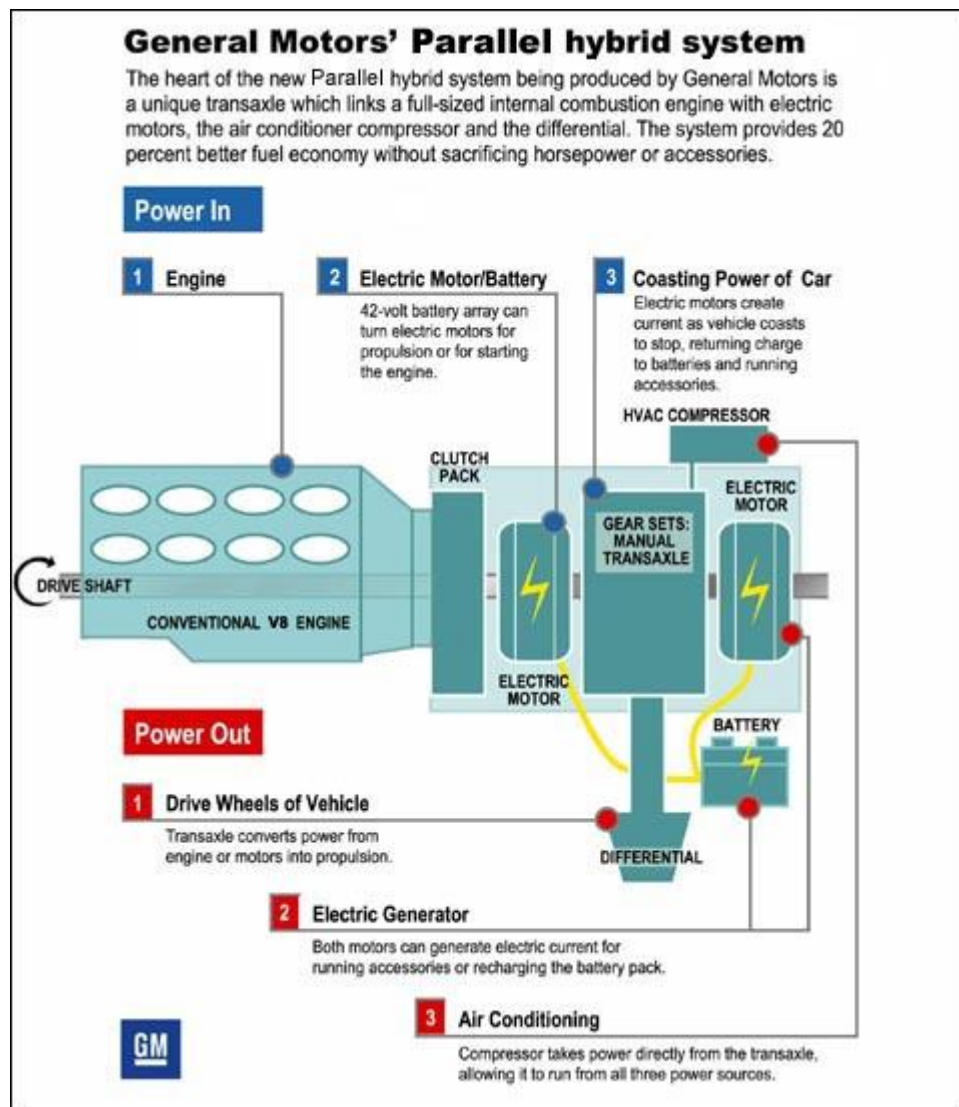 General Motors' Parallel hybrid system
The heart of the new Parallel hybrid system being produced by General Motors is
a unique transaxle which links a full-sized internal combustion engine with electric
motors, the air conditioner compressor and the differential. The system provides 20
percent better fuel economy without sacrificing horsepower or accessories.
Power In
1 Engine
2 Electric Motor/Battery
42-volt battery array can
turn electric motors for
propulsion or for starting
the engine.
3 Coasting Power of Car
Electric motors create
current as vehicle coasts
to stop, returning charge
to batteries and running
accessories.
HVAC COMPRESSOR
CLUTCH
PACK
ELECTRIC
MOTOR
GEAR SETS:
MANUAL
TRANSAXLE
DRIVE SHAFT
CONVENTIONAL V8 ENGINE
ELECTRIC
MOTOR
BATTERY
Power Out
1 Drive Wheels of Vehicle
Transaxle converts power from
engine or motors into propulsion.
DIFFERENTIAL
2 Electric Generator
Both motors can generate electric current for
running accessories or recharging the battery pack.
3 Air Conditioning
Compressor takes power directly from the transaxle,
allowing it to run from all three power sources.
GM